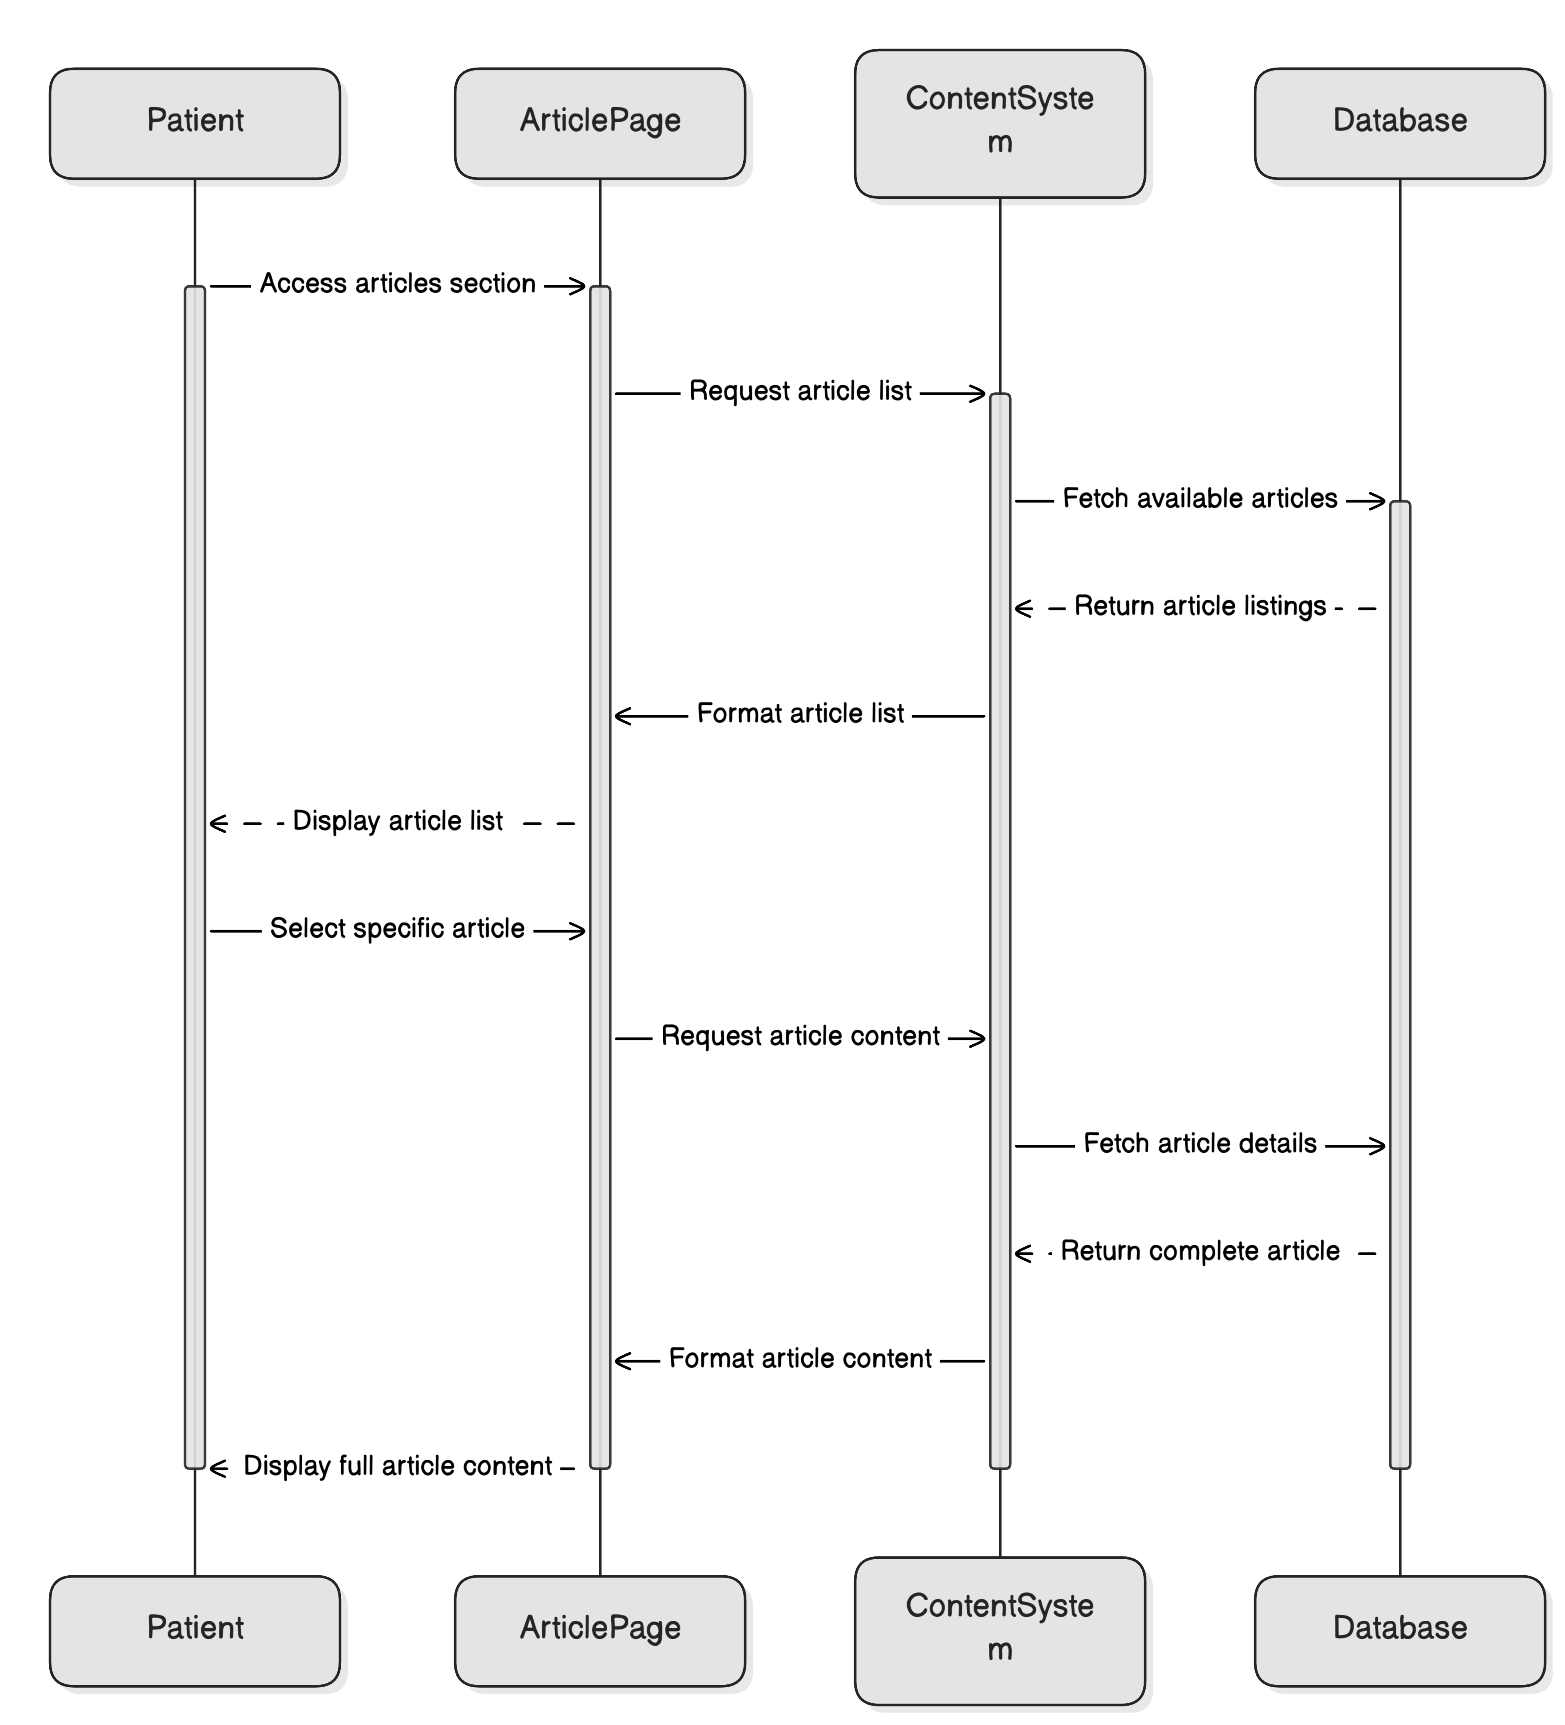 Patient
ArticlePage
ContentSyste
m
Database
Access articles section
Request article list
Fetch available articles
Return article listings
Format article list
Display article list
Select specific article
Request article content
Fetch article details
Return complete article
Format article content
Display full article content
Patient
ArticlePage
ContentSyste
m
Database